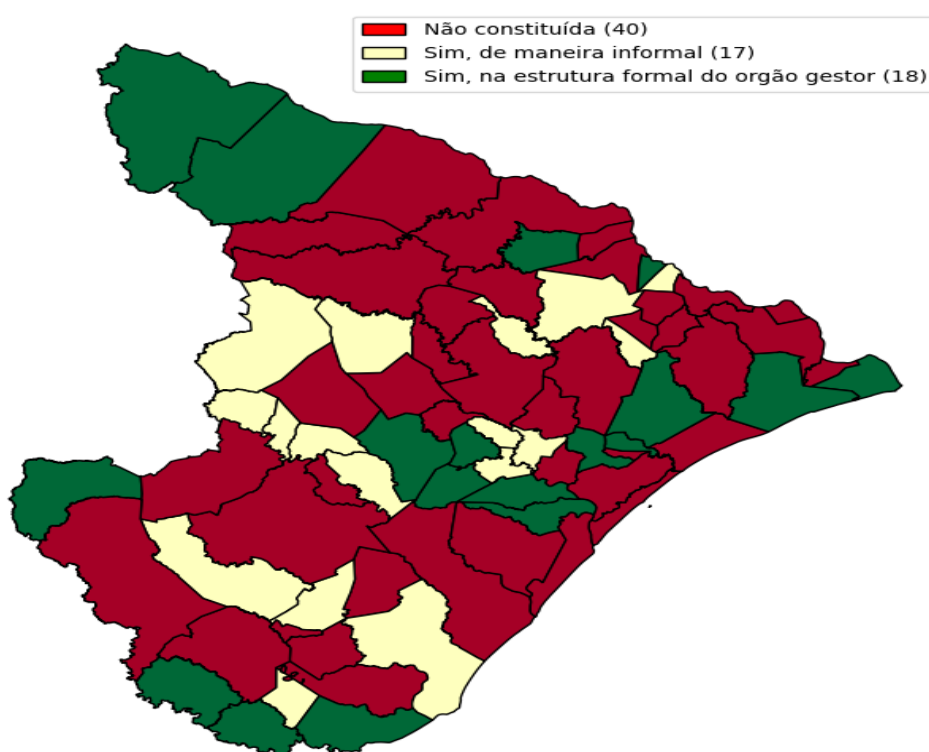 Não constituída (40)
Sim, de maneira informal (17)
Sim, na estrutura formal do orgão gestor (18)